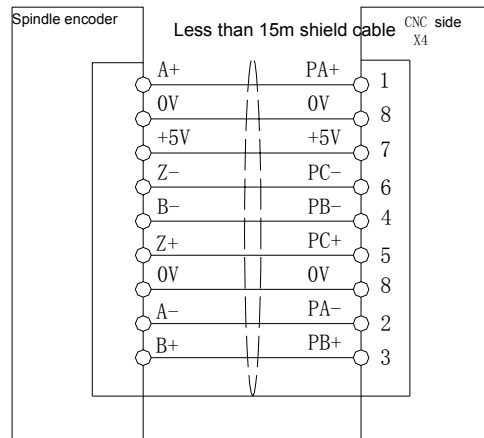 Spindle encoder
Less than 15m shield cable
CNC side
X4
A+ PA+ 1
0V 0V 8
+5V +5V 7
Z- PC- 6
B- PB- 4
Z+ PC+ 5
0V 0V 8
A- PA- 2
B+ PB+ 3